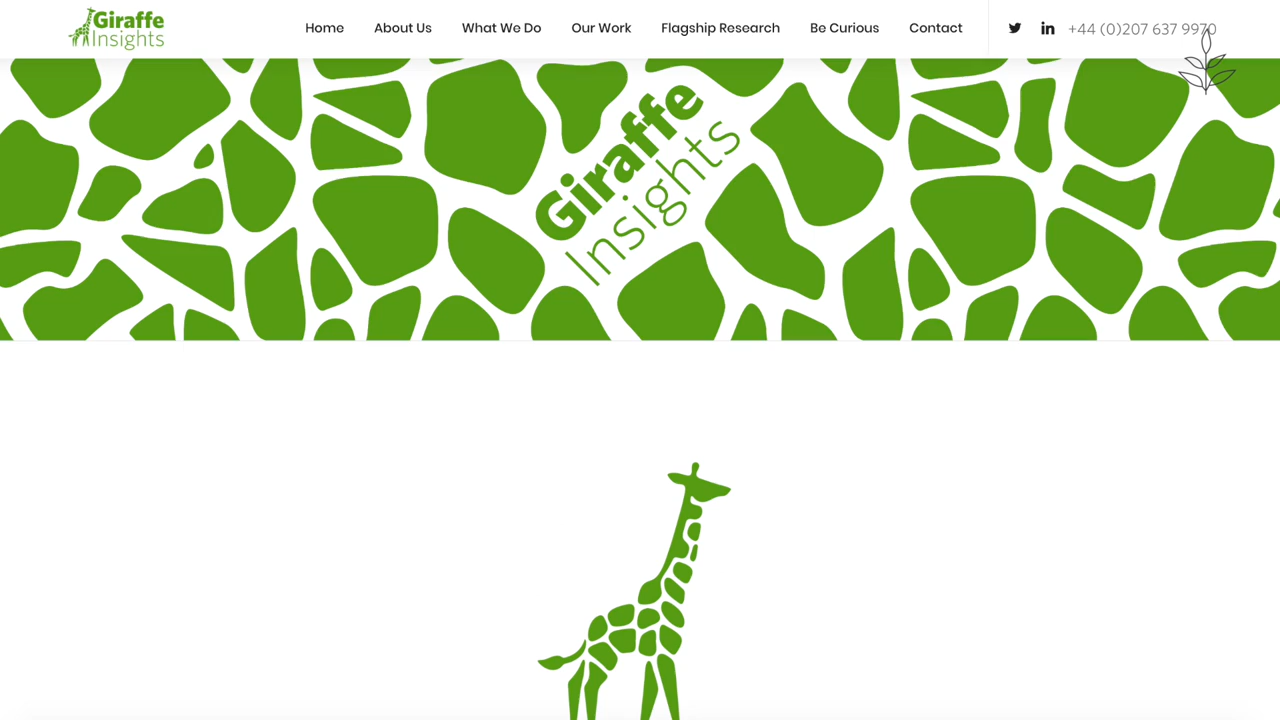 Giraffe
Insights
Home
About Us
What We Do
Our Work
Flagship Research
Be Curious
Contact
+44 (0)207 637 9970
Giraffe
Insights